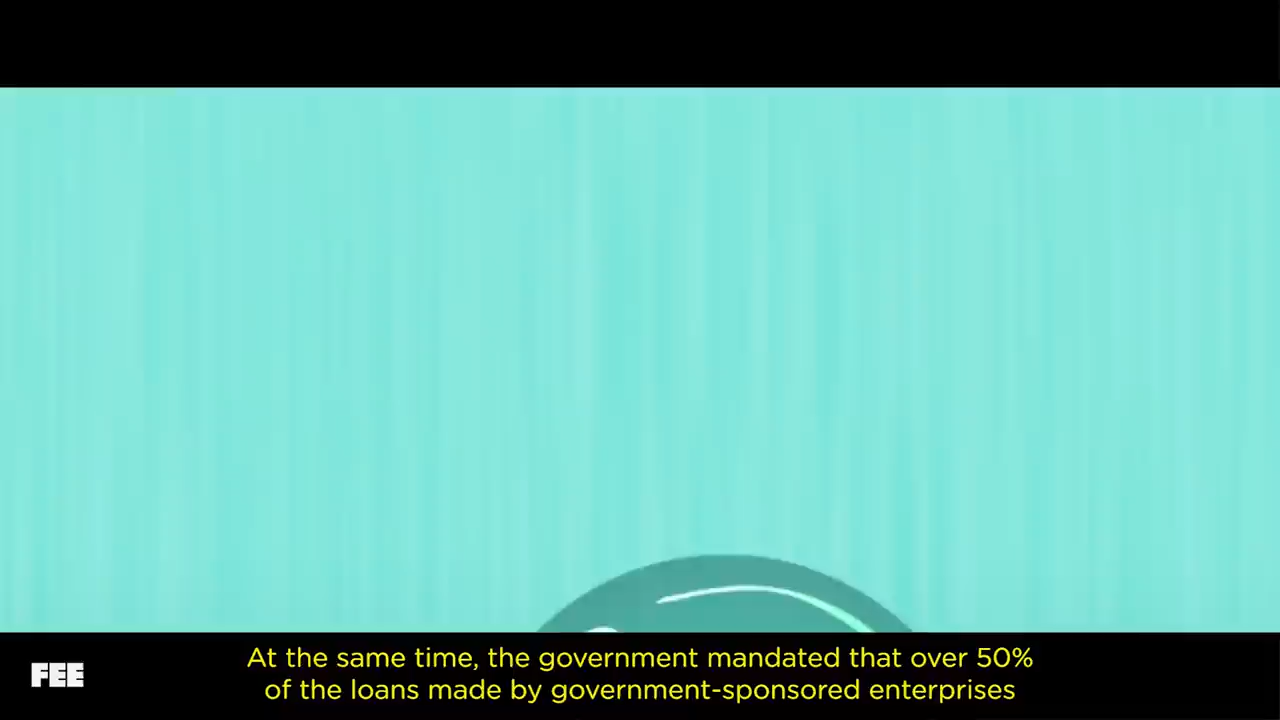 FEE
At the same time, the government mandated that over 50%
of the loans made by government-sponsored enterprises